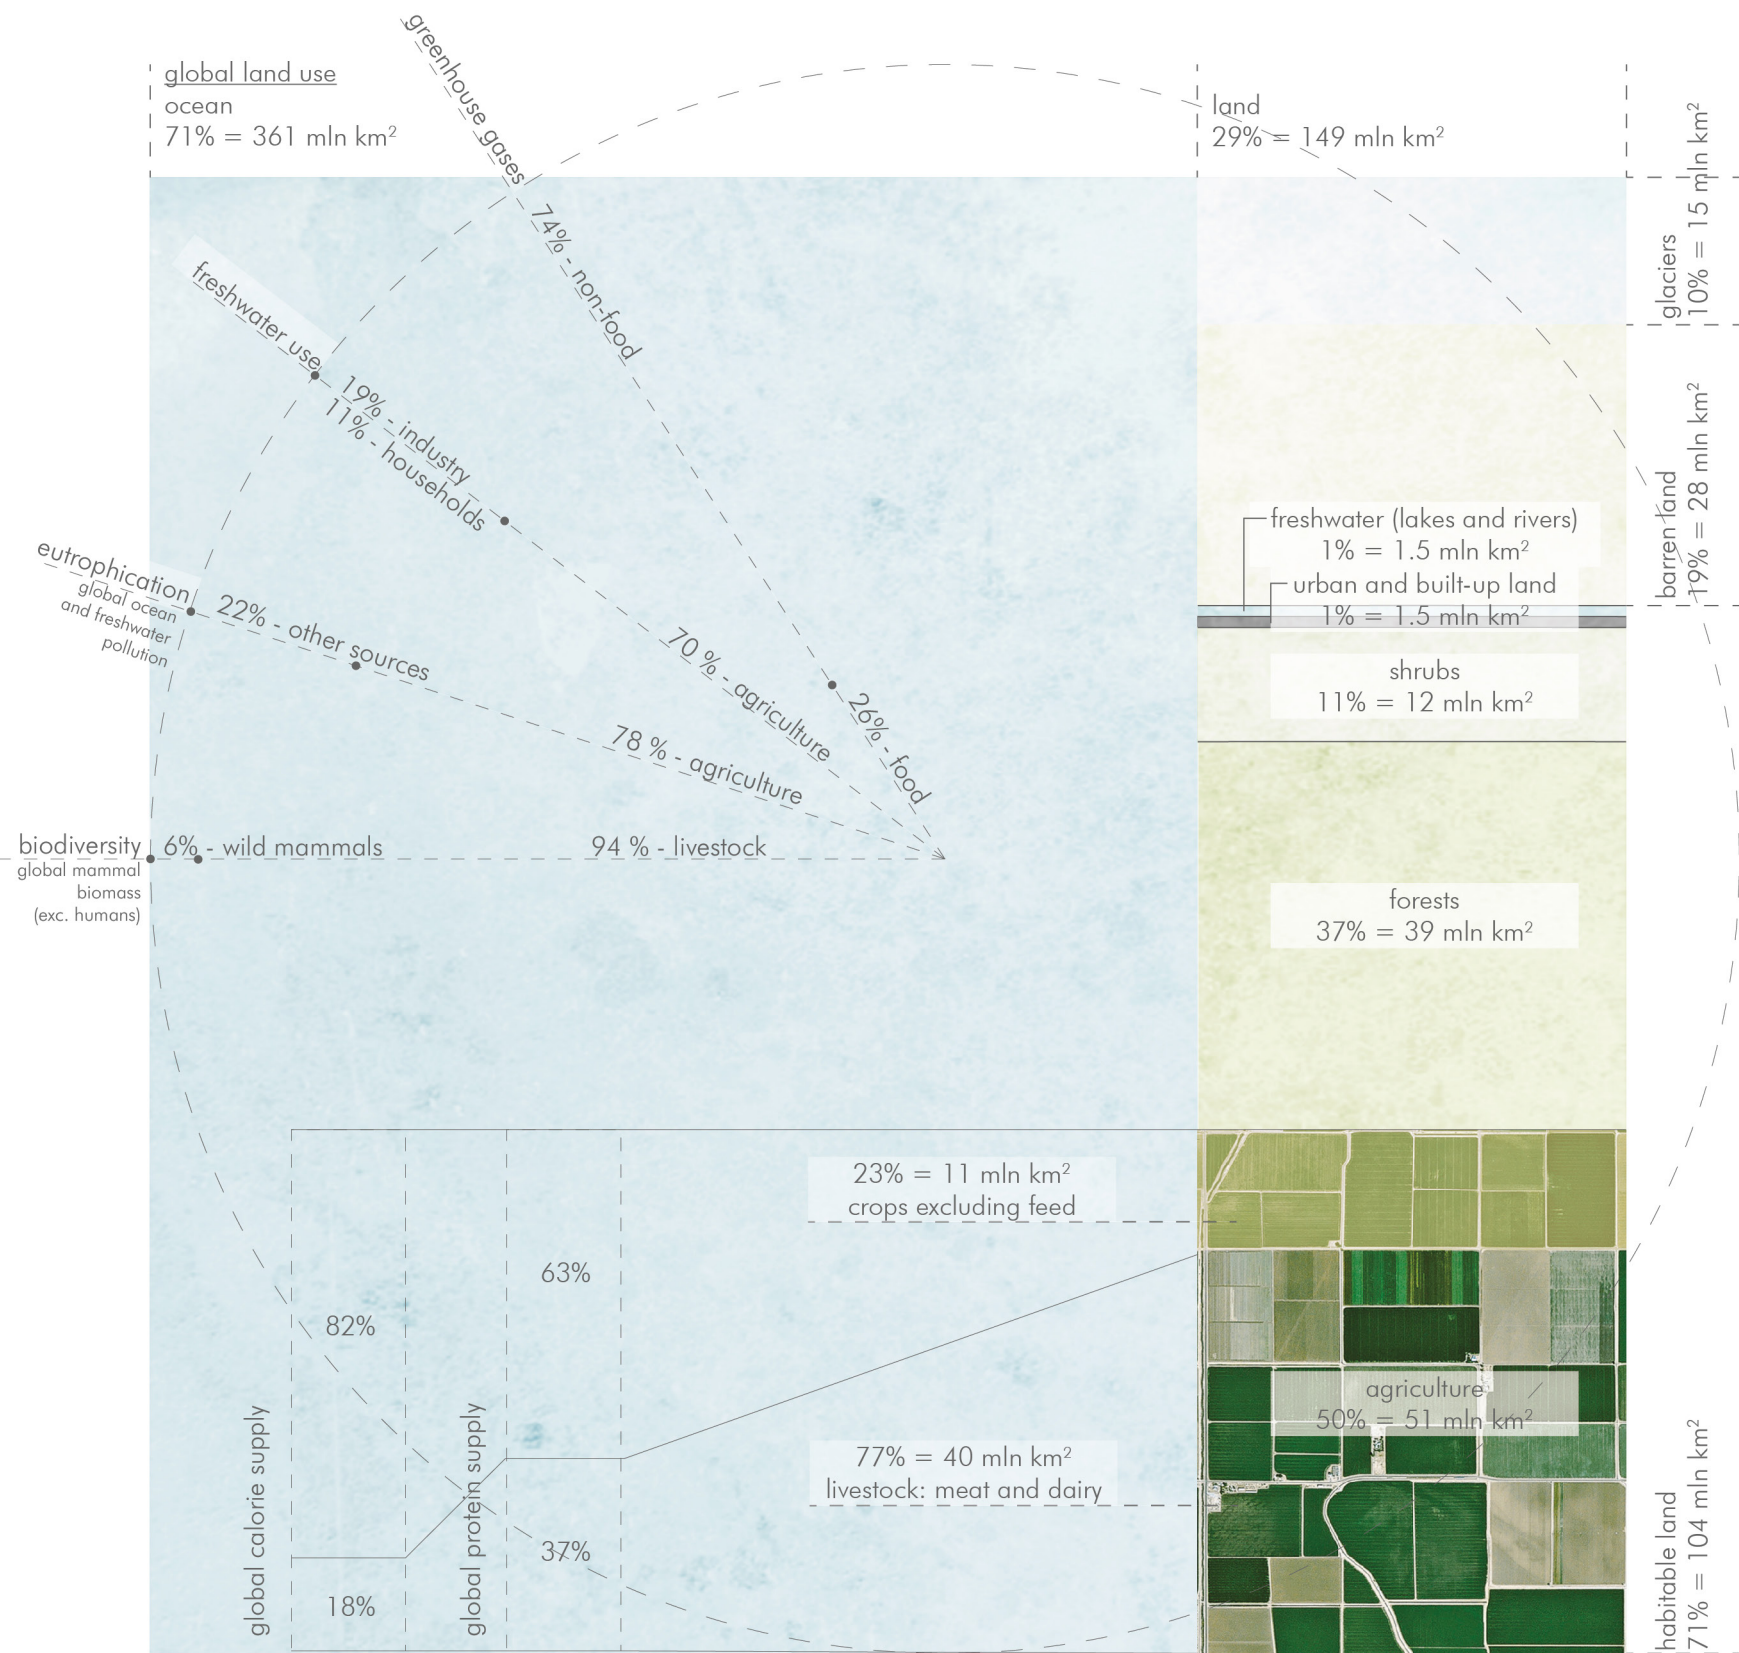 global land use
ocean
71% = 361 mln km²
land
29% = 149 mln km²
greenhouse gases
74% - non-food
26% - food
freshwater use
19% - industry
11% - households
70 % - agriculture
eutrophication
global ocean
and freshwater
pollution
22% - other sources
78 % - agriculture
biodiversity
global mammal
biomass
(exc. humans)
6% - wild mammals
94 % - livestock
glaciers
10% = 15 mln km²
barren land
19% = 28 mln km²
freshwater (lakes and rivers)
1% = 1.5 mln km²
urban and built-up land
1% = 1.5 mln km²
shrubs
11% = 12 mln km²
forests
37% = 39 mln km²
23% = 11 mln km²
crops excluding feed
77% = 40 mln km²
livestock: meat and dairy
agriculture
50% = 51 mln km²
habitable land
71% = 104 mln km²
global calorie supply
82%
18%
global protein supply
63%
37%